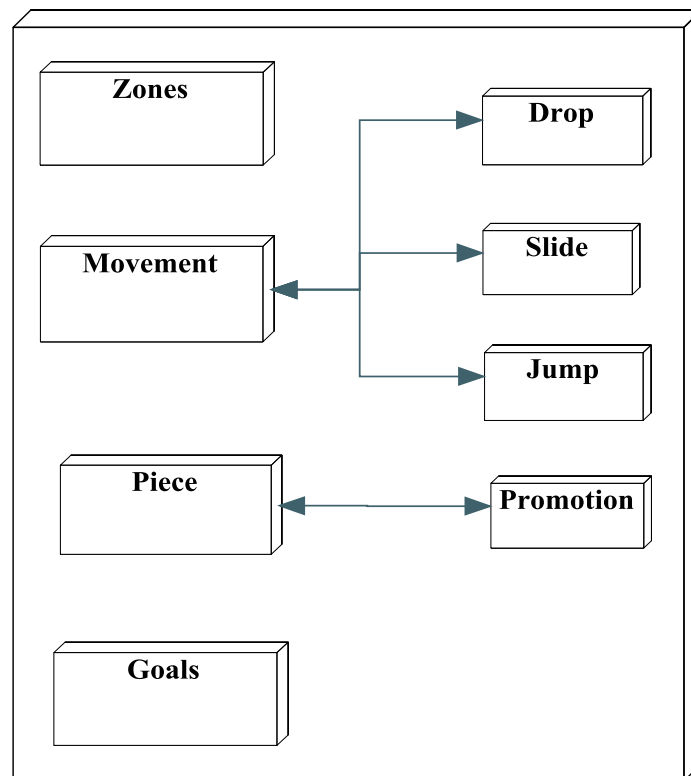 Zones
Drop
Movement
Slide
Jump
Piece
Promotion
Goals